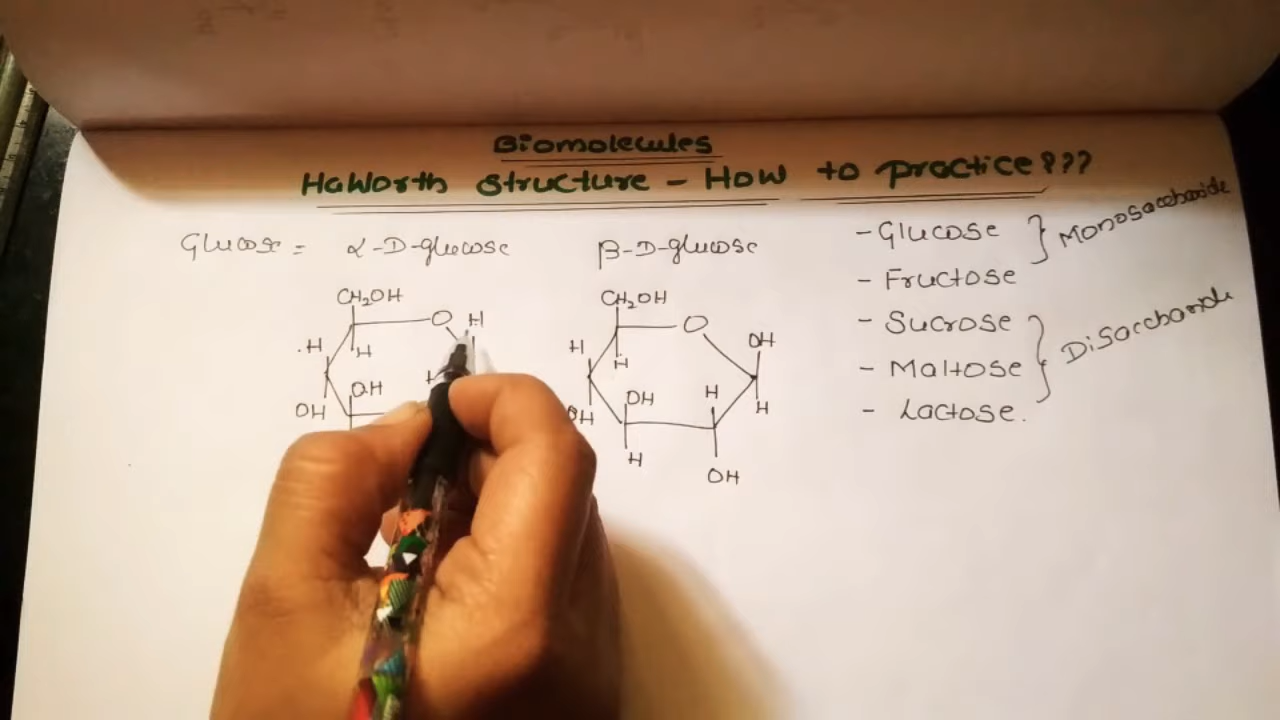 Biomolecules
HaWorth Structure - How to practice???
Glucose = α-D-glucose β-D-glucose
- Glucose
- Fructose
} Monosaccharide
- Sucrose
- Maltose
- Lactose.
} Disaccharide
CH₂OH
O H
H H
OH
OH
CH₂OH
O
OH
H H
OH H H
OH
H
OH